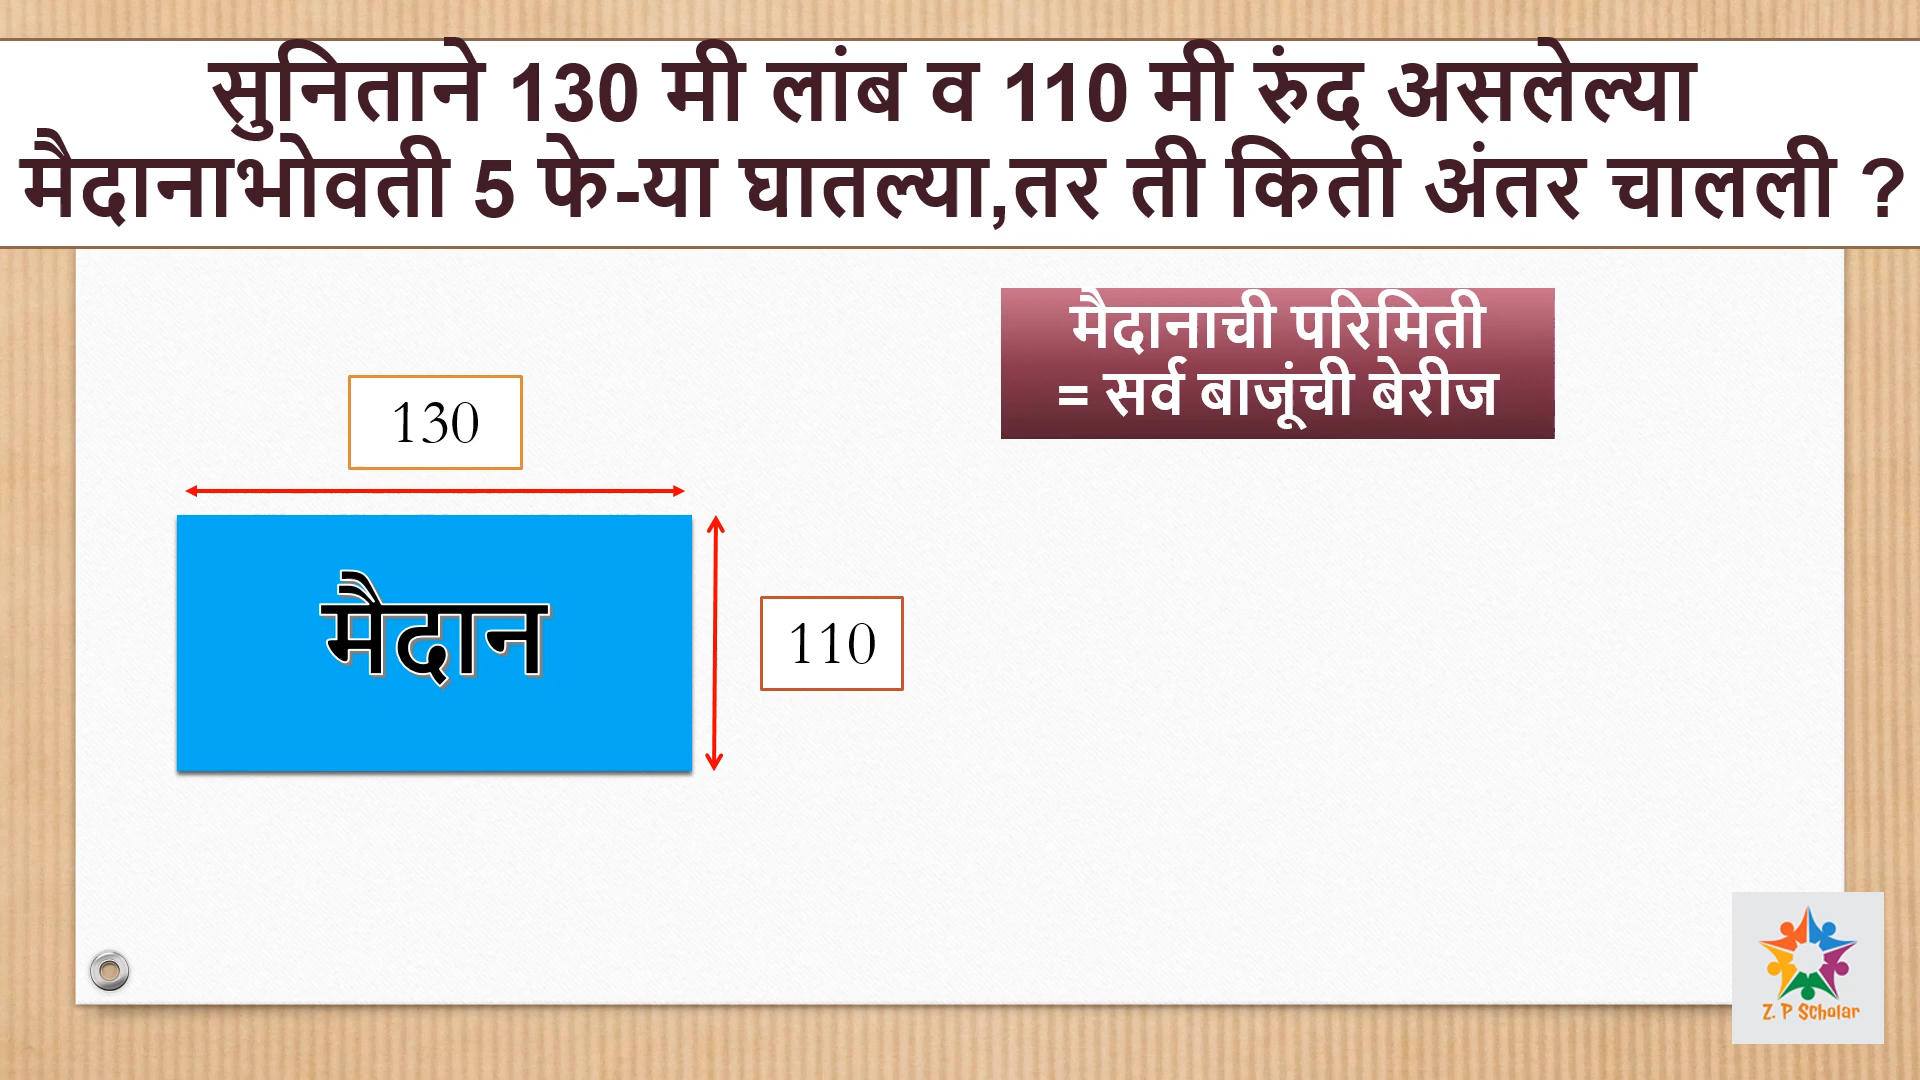 सुनिताने 130 मी लांब व 110 मी रुंद असलेल्या
मैदानाभोवती 5 फे-या घातल्या,तर ती किती अंतर चालली ?
मैदानाची परिमिती
= सर्व बाजूंची बेरीज
130
मैदान
110
Z. P Scholar